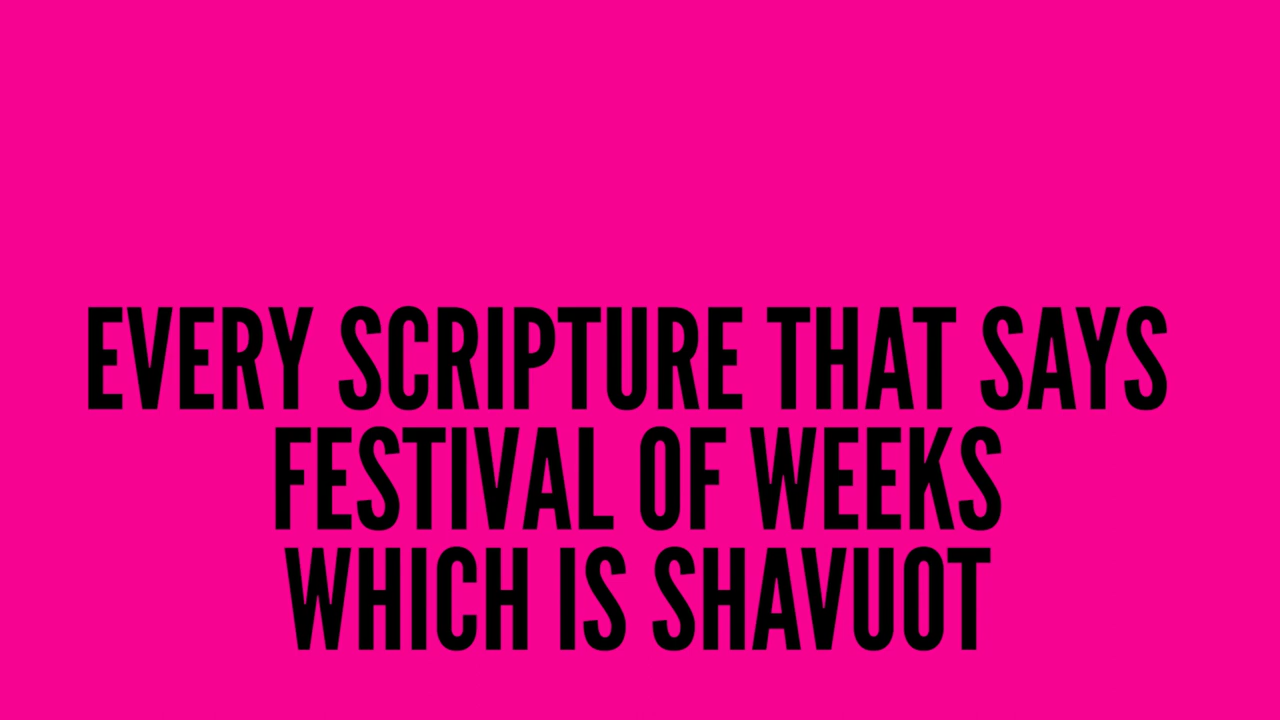 EVERY SCRIPTURE THAT SAYS
FESTIVAL OF WEEKS
WHICH IS SHAVUOT